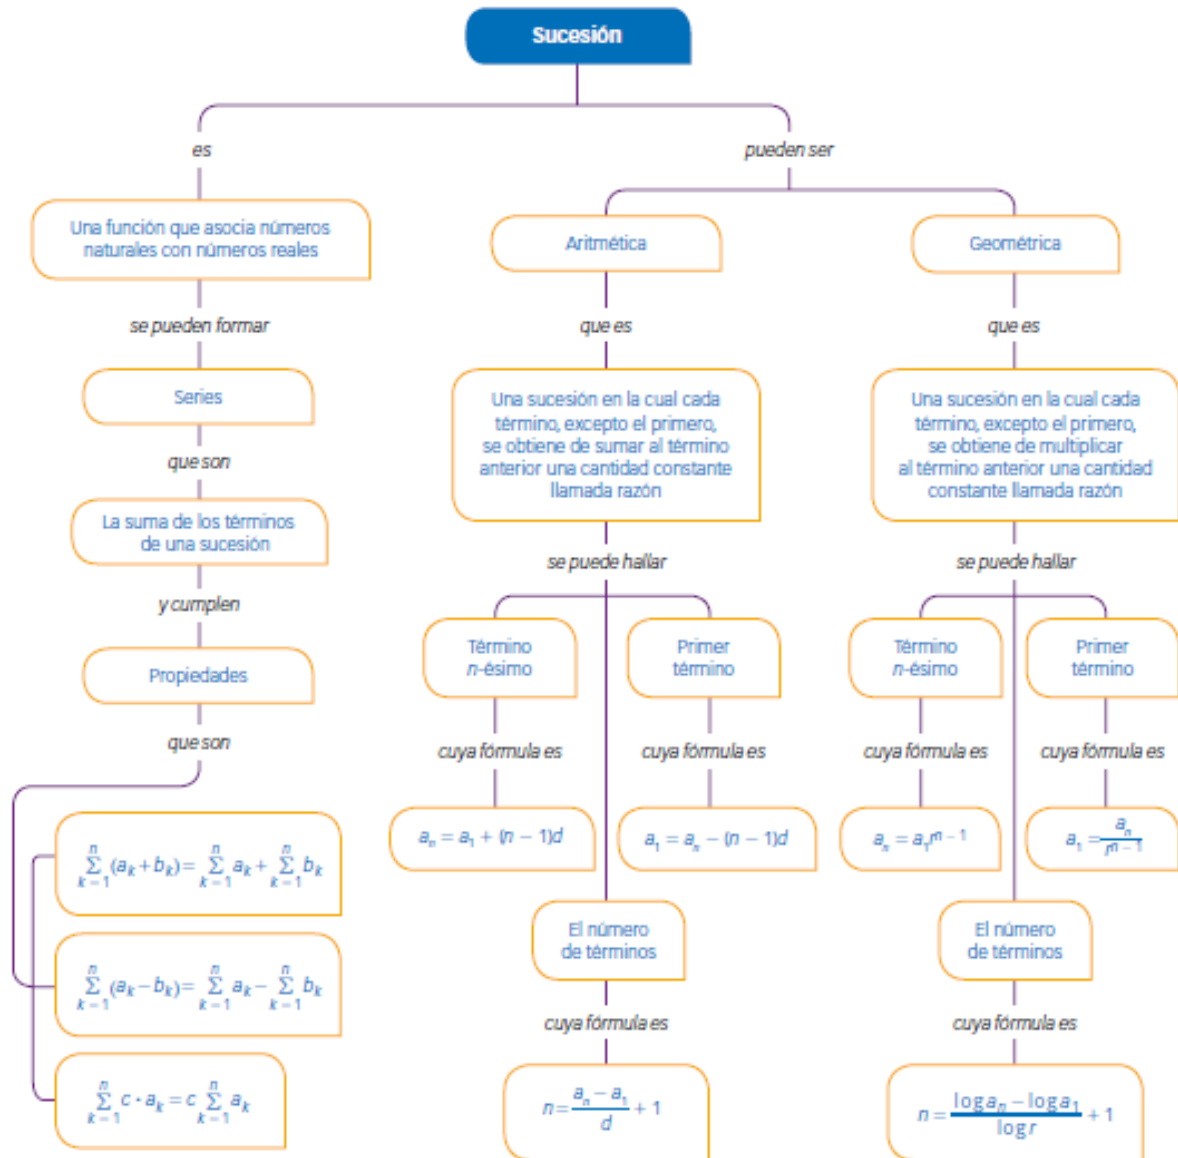 Sucesión
es
Una función que asocia números
naturales con números reales
se pueden formar
Series
que son
La suma de los términos
de una sucesión
y cumplen
Propiedades
que son
n n n
Σ (aₖ + bₖ) = Σ aₖ + Σ bₖ
k – 1 k – 1 k – 1
n n n
Σ (aₖ – bₖ) = Σ aₖ – Σ bₖ
k – 1 k – 1 k – 1
n n
Σ c • aₖ = c Σ aₖ
k – 1 k – 1
pueden ser
Aritmética
que es
Una sucesión en la cual cada
término, excepto el primero,
se obtiene de sumar al término
anterior una cantidad constante
llamada razón
se puede hallar
Término
n-ésimo
cuya fórmula es
aₙ = a₁ + (n – 1)d
Primer
término
cuya fórmula es
a₁ = aₙ – (n – 1)d
El número
de términos
cuya fórmula es
n = (aₙ – a₁)/d + 1
Geométrica
que es
Una sucesión en la cual cada
término, excepto el primero,
se obtiene de multiplicar
al término anterior una cantidad
constante llamada razón
se puede hallar
Término
n-ésimo
cuya fórmula es
aₙ = a₁rⁿ⁻¹
Primer
término
cuya fórmula es
a₁ = aₙ/rⁿ⁻¹
El número
de términos
cuya fórmula es
n = (log aₙ – log a₁)/log r + 1